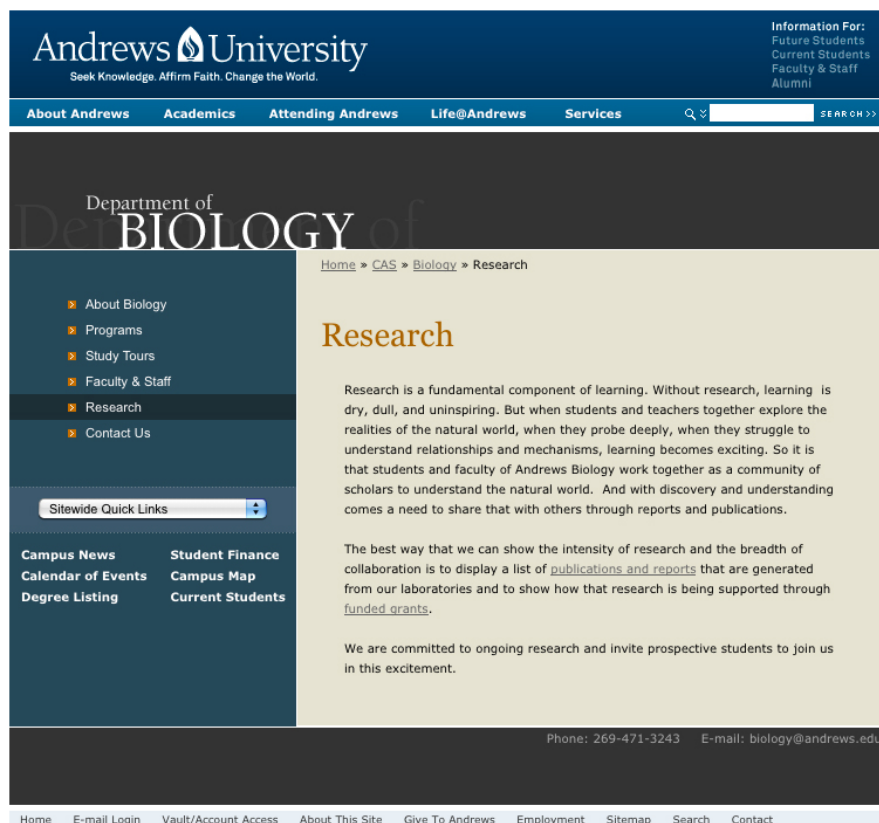 Andrews University
Seek Knowledge. Affirm Faith. Change the World.
Information For:
Future Students
Current Students
Faculty & Staff
Alumni
About Andrews Academics Attending Andrews Life@Andrews Services SEARCH>>
Department of
Department of
BIOLOGY
Home » CAS » Biology » Research
About Biology
Programs
Study Tours
Faculty & Staff
Research
Contact Us
Sitewide Quick Links
Campus News Student Finance
Calendar of Events Campus Map
Degree Listing Current Students
Research
Research is a fundamental component of learning. Without research, learning is
dry, dull, and uninspiring. But when students and teachers together explore the
realities of the natural world, when they probe deeply, when they struggle to
understand relationships and mechanisms, learning becomes exciting. So it is
that students and faculty of Andrews Biology work together as a community of
scholars to understand the natural world. And with discovery and understanding
comes a need to share that with others through reports and publications.
The best way that we can show the intensity of research and the breadth of
collaboration is to display a list of publications and reports that are generated
from our laboratories and to show how that research is being supported through
funded grants.
We are committed to ongoing research and invite prospective students to join us
in this excitement.
Phone: 269-471-3243 E-mail: biology@andrews.edu
Home E-mail Login Vault/Account Access About This Site Give To Andrews Employment Sitemap Search Contact